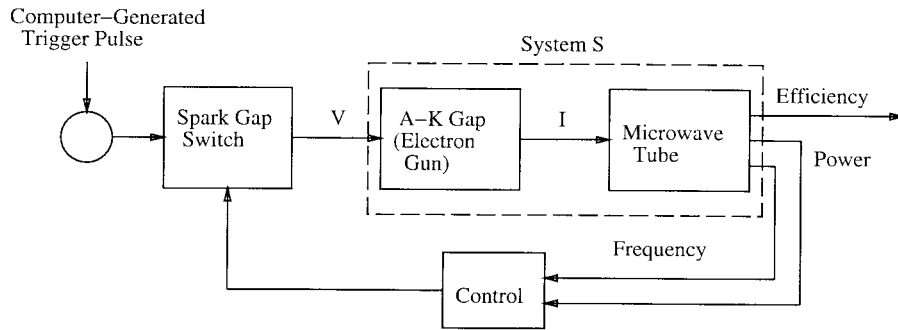 Computer−Generated
Trigger Pulse
System S
Spark Gap
Switch
V
A−K Gap
(Electron
Gun)
I
Microwave
Tube
Efficiency
Power
Frequency
Control